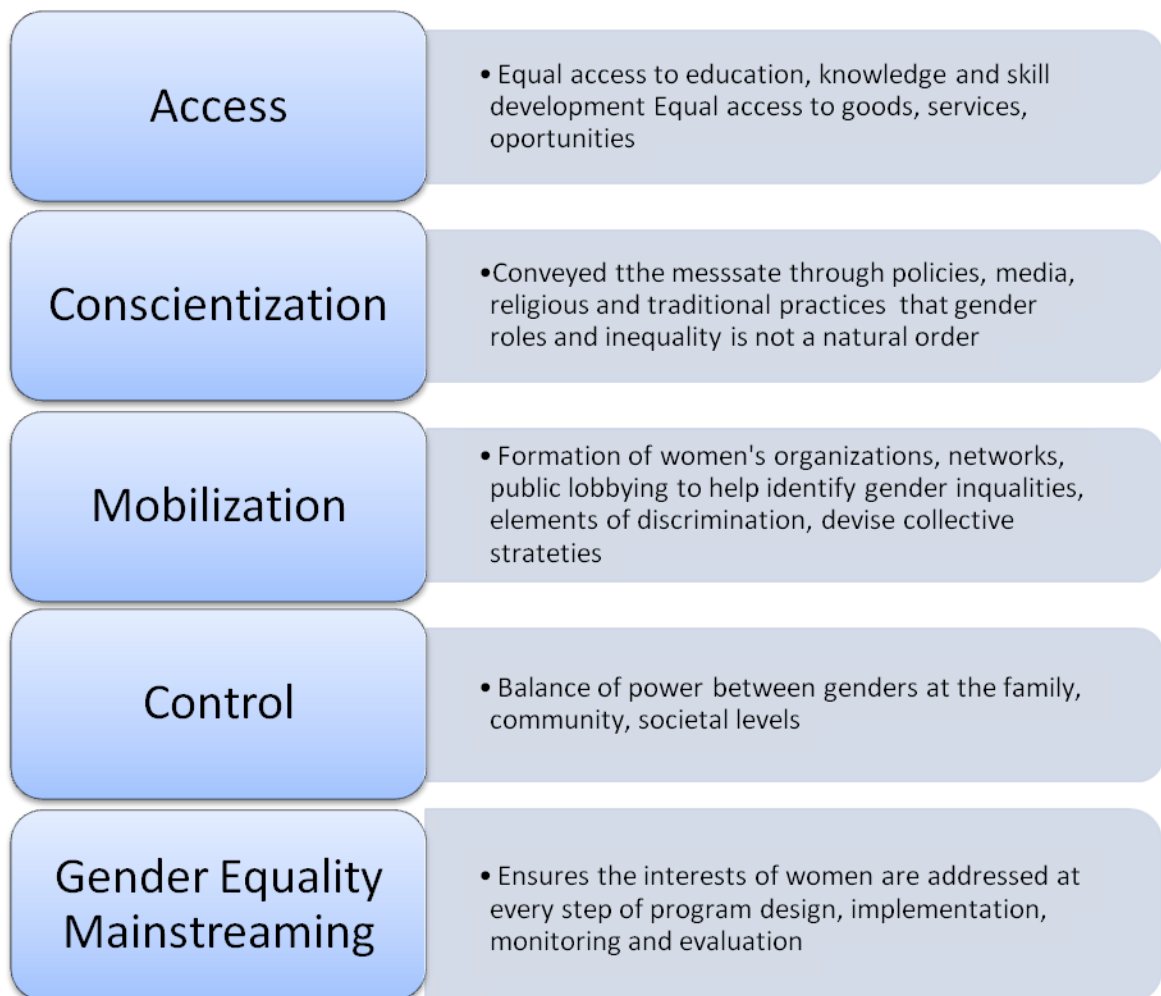 Access
• Equal access to education, knowledge and skill
development Equal access to goods, services,
oportunities
Conscientization
•Conveyed tthe messsate through policies, media,
religious and traditional practices that gender
roles and inequality is not a natural order
Mobilization
• Formation of women's organizations, networks,
public lobbying to help identify gender inqualities,
elements of discrimination, devise collective
strateties
Control
• Balance of power between genders at the family,
community, societal levels
Gender Equality
Mainstreaming
• Ensures the interests of women are addressed at
every step of program design, implementation,
monitoring and evaluation